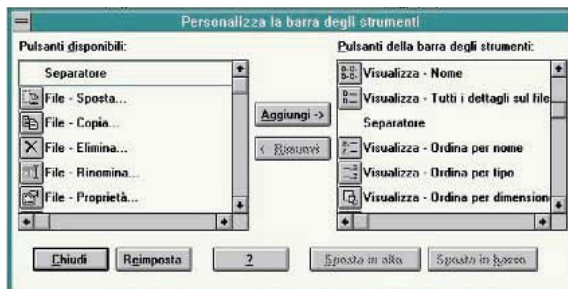 Personalizza la barra degli strumenti
Pulsanti disponibili:
Separatore
File - Sposta...
File - Copia...
File - Elimina...
File - Rinomina...
File - Proprietà...
Aggiungi ->
<- Rimuovi
Pulsanti della barra degli strumenti:
Visualizza - Nome
Visualizza - Tutti i dettagli sul file
Separatore
Visualizza - Ordina per nome
Visualizza - Ordina per tipo
Visualizza - Ordina per dimension
Chiudi
Reimposta
?
Sposta in alto
Sposta in basso